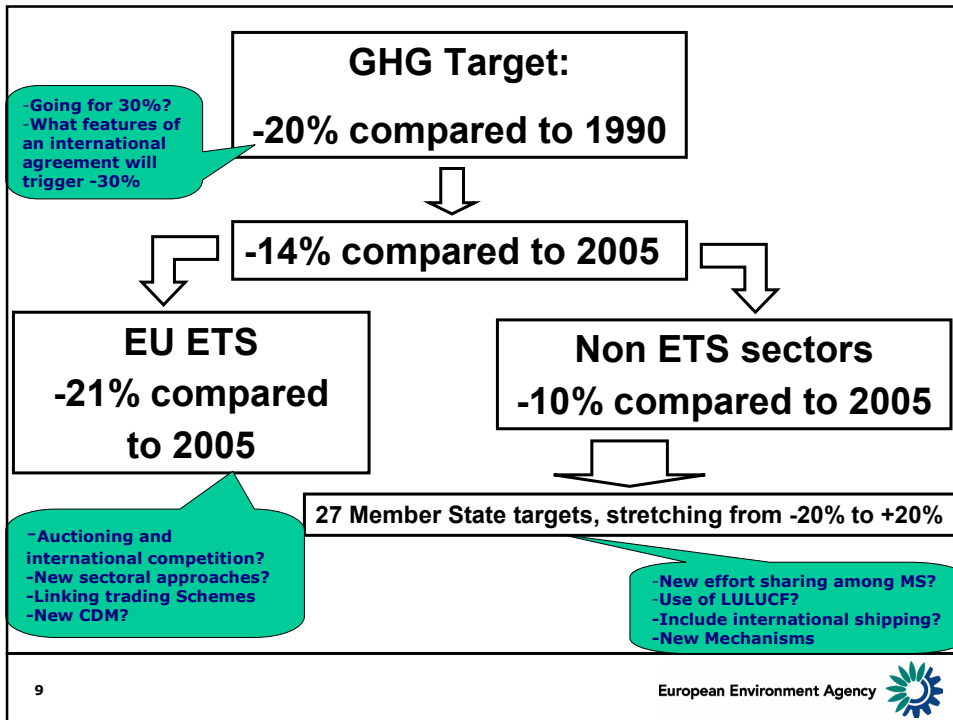 GHG Target:
-20% compared to 1990
-Going for 30%?
-What features of
an international
agreement will
trigger -30%
-14% compared to 2005
EU ETS
-21% compared
to 2005
Non ETS sectors
-10% compared to 2005
27 Member State targets, stretching from -20% to +20%
-Auctioning and
international competition?
-New sectoral approaches?
-Linking trading Schemes
-New CDM?
-New effort sharing among MS?
-Use of LULUCF?
-Include international shipping?
-New Mechanisms
9
European Environment Agency